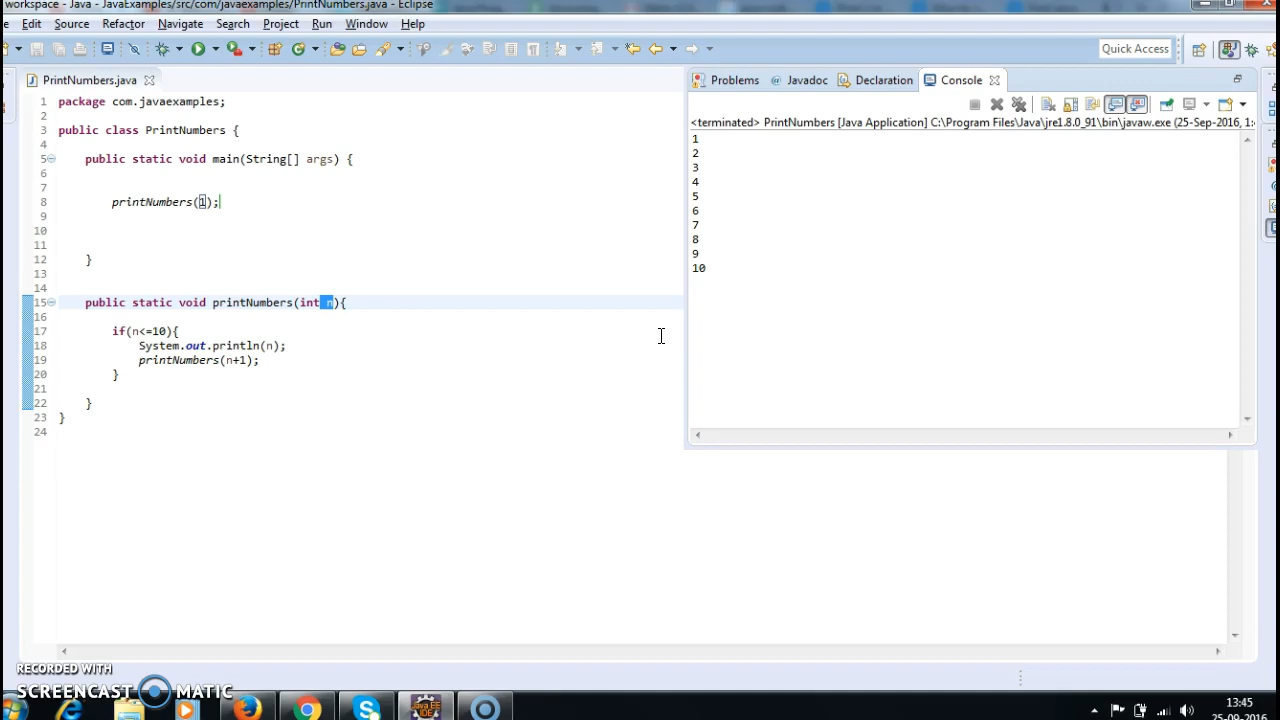 workspace - Java - JavaExamples/src/com/javaexamples/PrintNumbers.java - Eclipse
Edit Source Refactor Navigate Search Project Run Window Help
Quick Access
PrintNumbers.java
1 package com.javaexamples;
2
3 public class PrintNumbers {
4
5 public static void main(String[] args) {
6
7
8 printNumbers(1);
9
10
11
12 }
13
14
15 public static void printNumbers(int n){
16
17 if(n<=10){
18 System.out.println(n);
19 printNumbers(n+1);
20 }
21
22 }
23 }
24
Problems @ Javadoc Declaration Console
<terminated> PrintNumbers [Java Application] C:\Program Files\Java\jre1.8.0_91\bin\javaw.exe (25-Sep-2016, 1:
1
2
3
4
5
6
7
8
9
10
RECORDED WITH
SCREENCAST MATIC
Java EE
IDE
13:45
25-09-2016